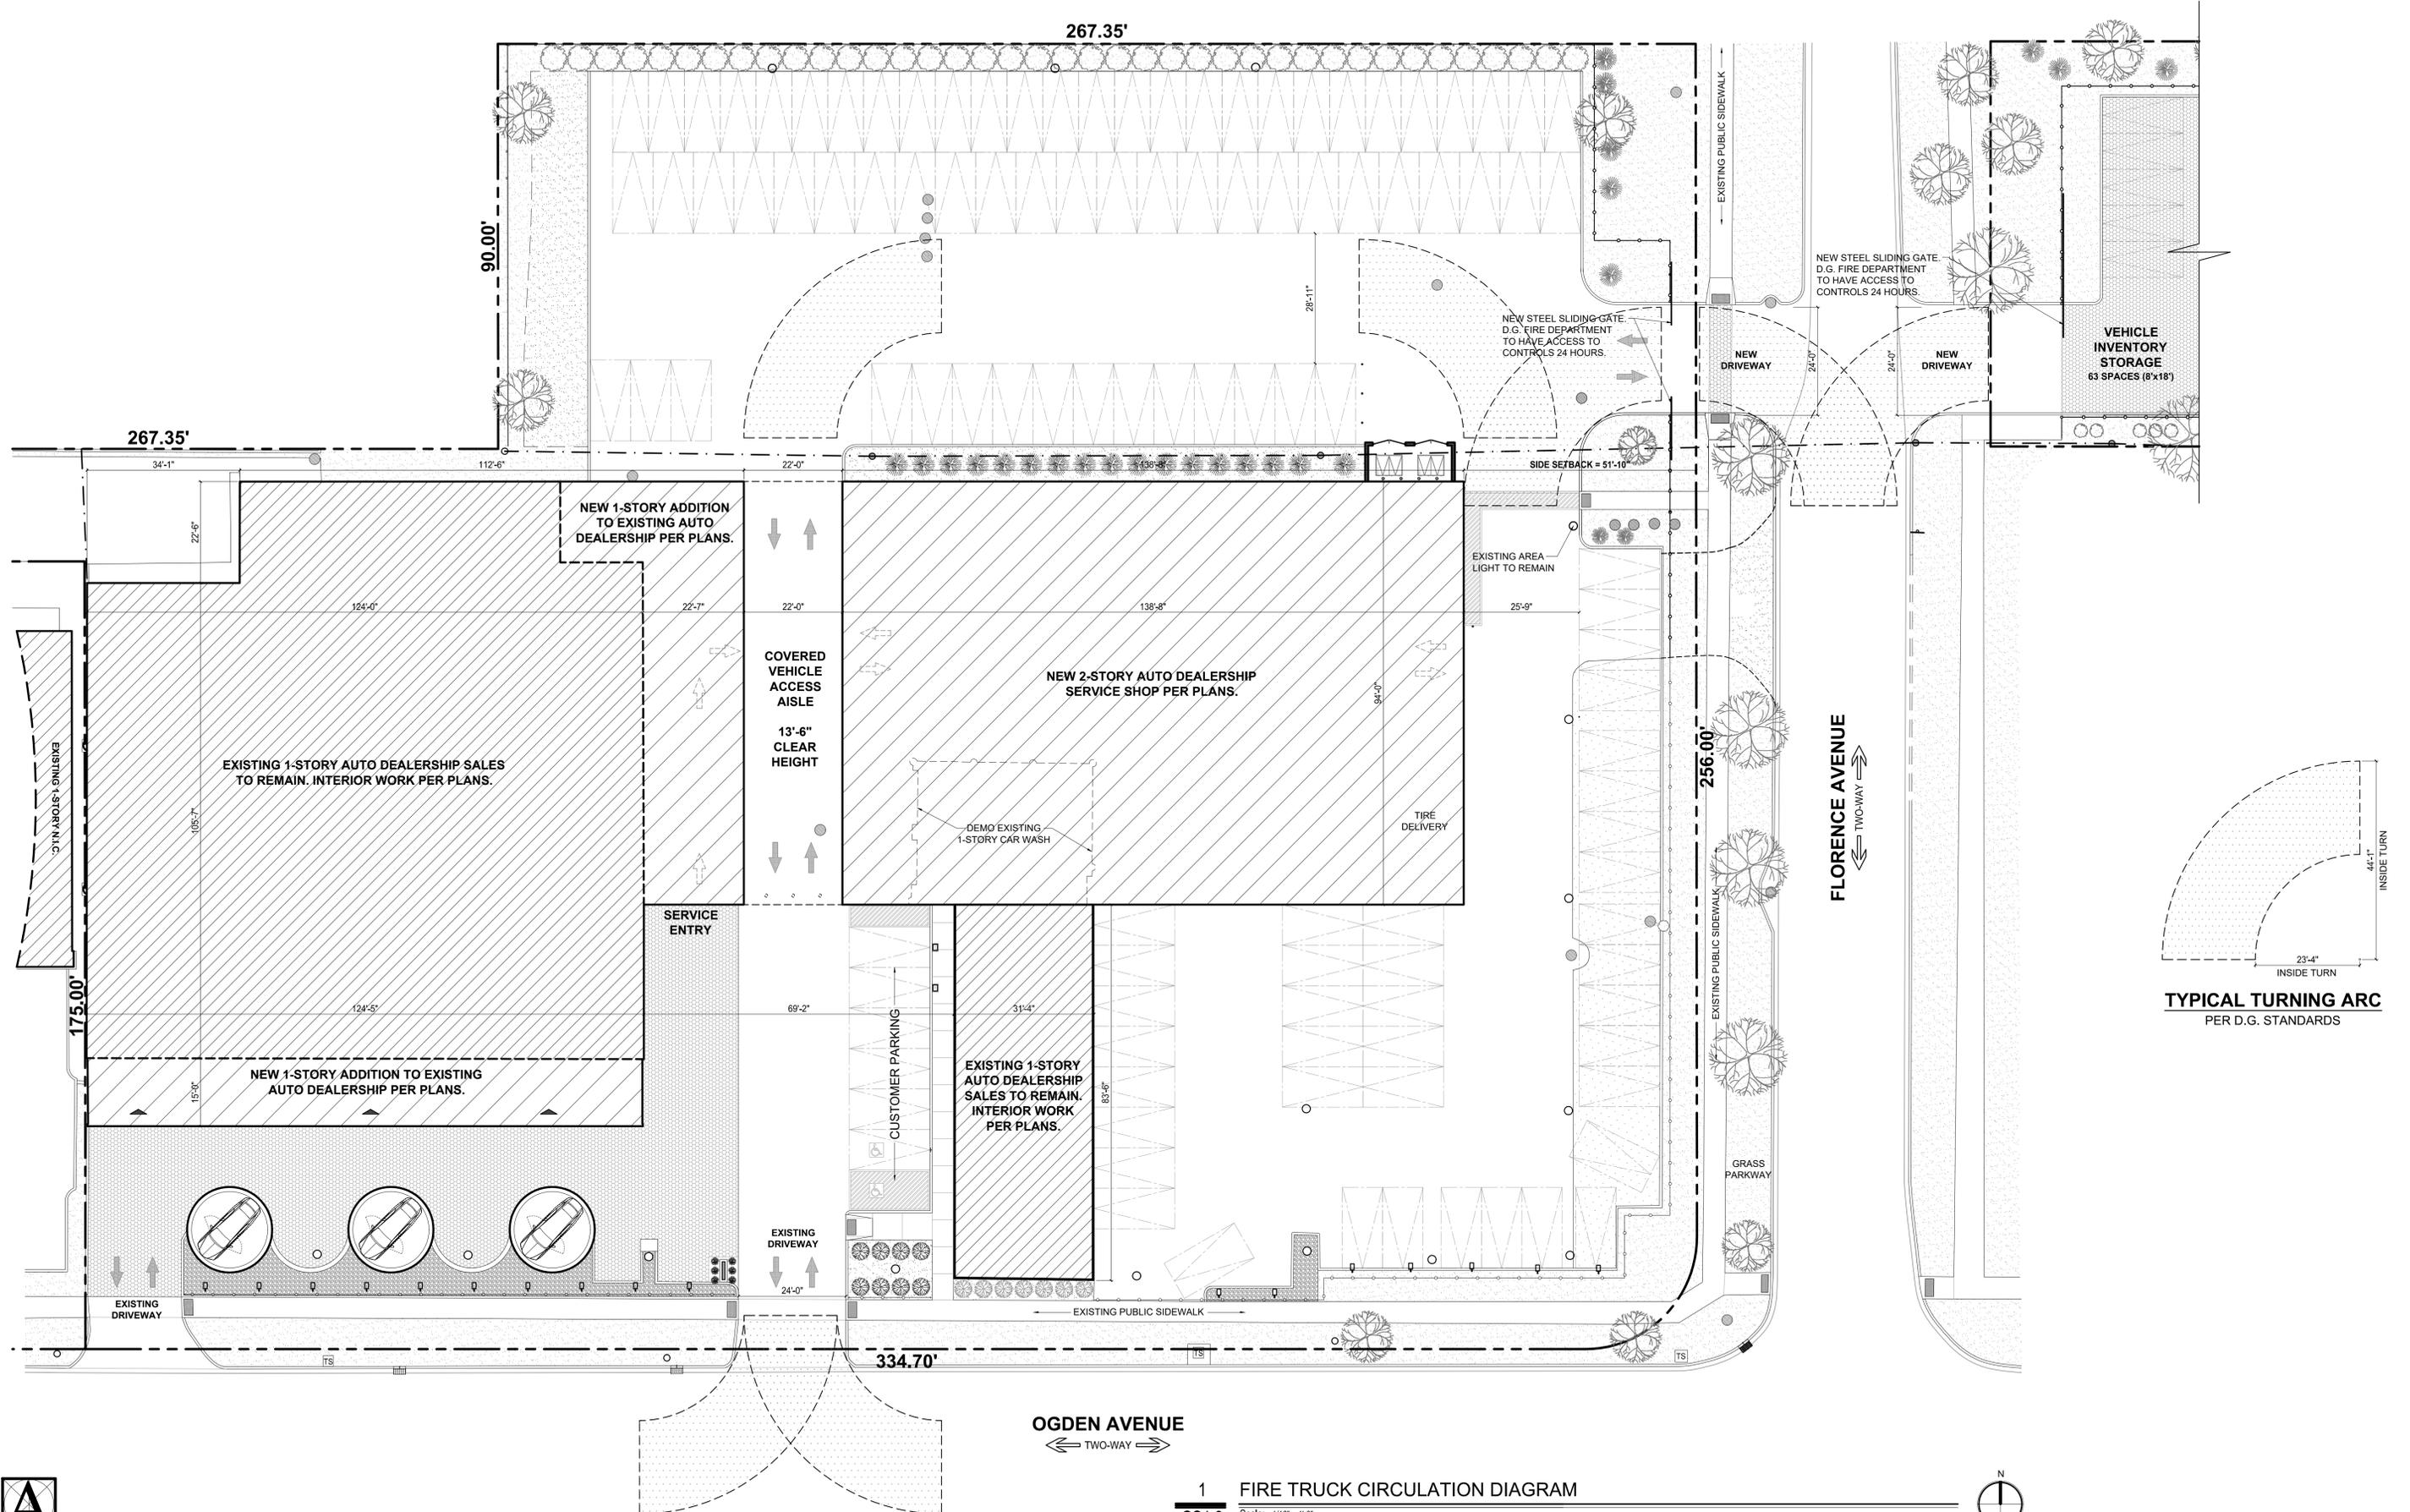 267.35'
EXISTING PUBLIC SIDEWALK
90.00'
28'-11"
NEW STEEL SLIDING GATE.
D.G. FIRE DEPARTMENT
TO HAVE ACCESS TO
CONTROLS 24 HOURS.
NEW STEEL SLIDING GATE.
D.G. FIRE DEPARTMENT
TO HAVE ACCESS TO
CONTROLS 24 HOURS.
NEW
DRIVEWAY
24'-0"
24'-0"
NEW
DRIVEWAY
VEHICLE
INVENTORY
STORAGE
63 SPACES (8'x18')
267.35'
34'-1"
112'-6"
22'-0"
138'-8"
SIDE SETBACK = 51'-10"
22'-6"
NEW 1-STORY ADDITION
TO EXISTING AUTO
DEALERSHIP PER PLANS.
EXISTING AREA
LIGHT TO REMAIN
124'-0"
22'-7"
22'-0"
138'-8"
25'-9"
COVERED
VEHICLE
ACCESS
AISLE
13'-6"
CLEAR
HEIGHT
NEW 2-STORY AUTO DEALERSHIP
SERVICE SHOP PER PLANS.
94'-0"
EXISTING 1-STORY N.I.C.
EXISTING 1-STORY AUTO DEALERSHIP SALES
TO REMAIN. INTERIOR WORK PER PLANS.
105'-7"
DEMO EXISTING
1-STORY CAR WASH
TIRE
DELIVERY
256.00'
FLORENCE AVENUE
TWO-WAY
44'-1"
INSIDE TURN
23'-4"
INSIDE TURN
TYPICAL TURNING ARC
PER D.G. STANDARDS
SERVICE
ENTRY
EXISTING PUBLIC SIDEWALK
175.00'
124'-5"
69'-2"
31'-4"
CUSTOMER PARKING
EXISTING 1-STORY
AUTO DEALERSHIP
SALES TO REMAIN.
INTERIOR WORK
PER PLANS.
83'-6"
NEW 1-STORY ADDITION TO EXISTING
AUTO DEALERSHIP PER PLANS.
15'-0"
GRASS
PARKWAY
EXISTING
DRIVEWAY
24'-0"
EXISTING
DRIVEWAY
EXISTING PUBLIC SIDEWALK
TS
TS
TS
334.70'
OGDEN AVENUE
TWO-WAY
1
FIRE TRUCK CIRCULATION DIAGRAM
N
A